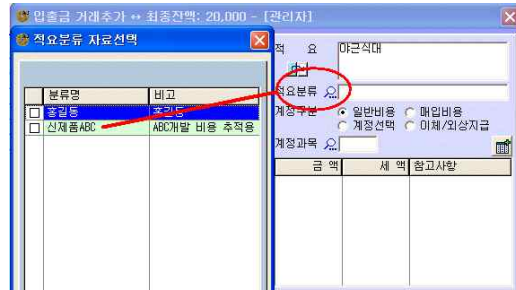 입출금 거래추가 ↔ 최종잔액: 20,000 - [관리자]
적요분류 자료선택
분류명 비고
홍길동 홍길동
신제품ABC ABC개발 비용 추적용
적 요 야근식대
적요분류
계정구분 일반비용 매입비용
계정선택 이체/외상지급
계정과목
금 액 세 액 참고사항